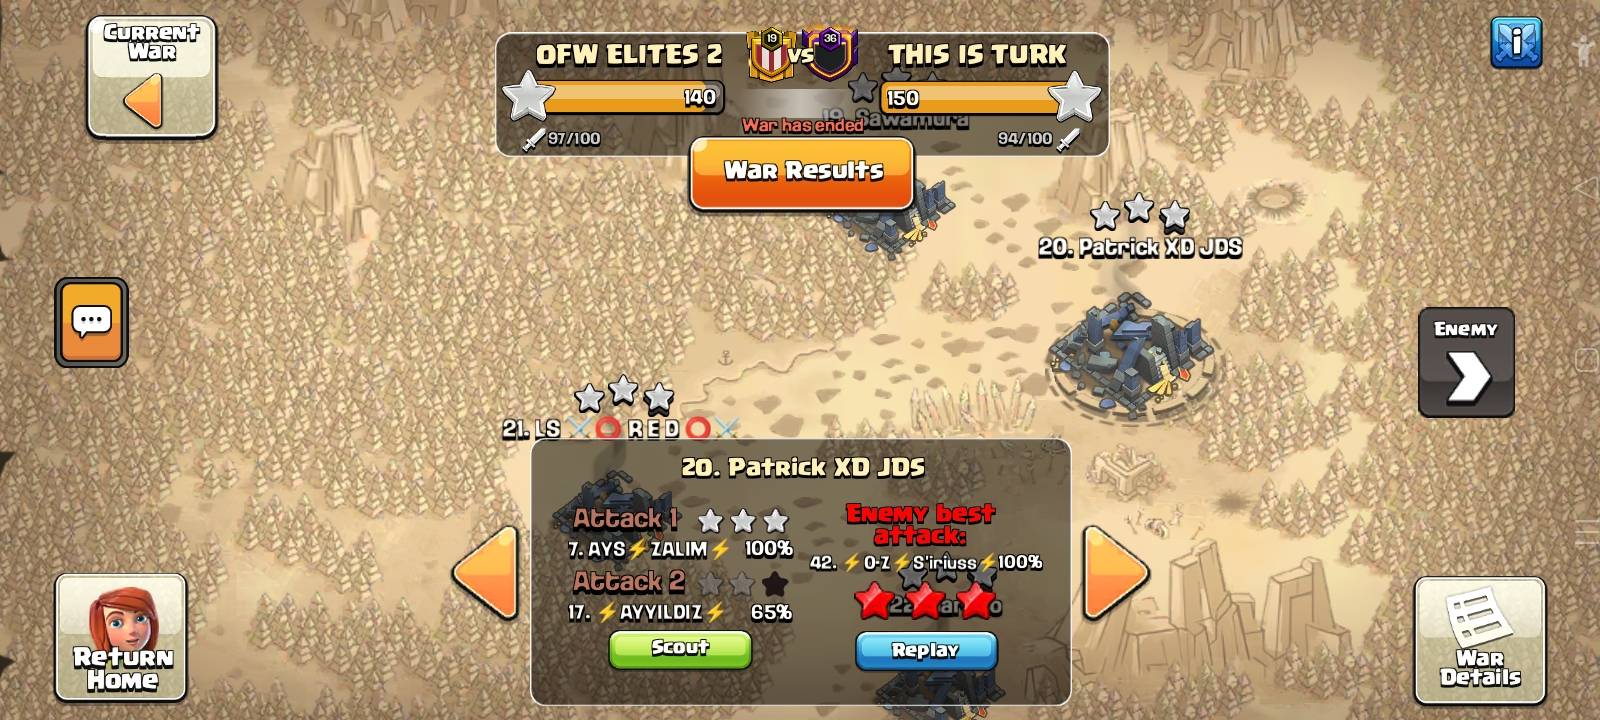 Current
War
OFW ELITES 2
19
VS
36
THIS IS TURK
140
150
97/100
War has ended
19. Sawamura
94/100
War Results
20. Patrick XD JDS
Enemy
21. LS ⚔️⭕ R E D ⭕⚔️
20. Patrick XD JDS
Attack 1
7. AYS⚡ZALIM⚡ 100%
Attack 2
17. ⚡AYYILDIZ⚡ 65%
Enemy best
attack:
42. ⚡O-Z⚡S'iriuss⚡100%
Scout
Replay
Return
Home
War
Details